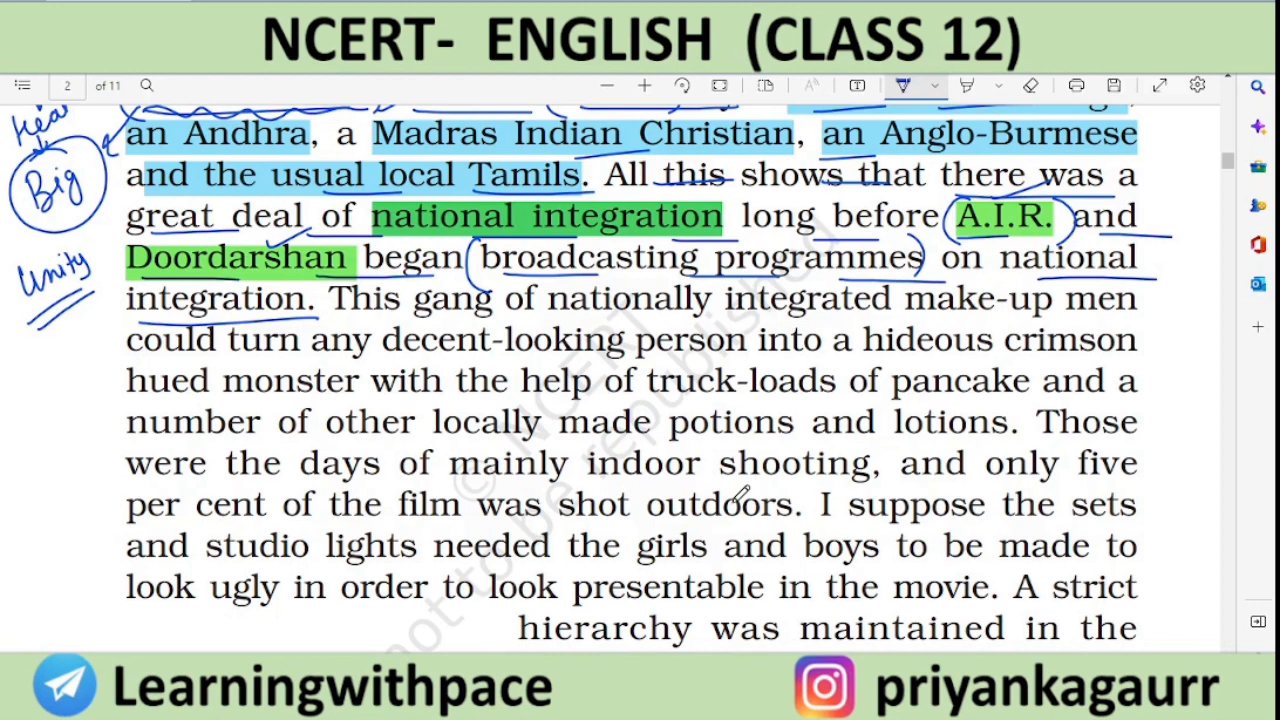 NCERT- ENGLISH (CLASS 12)
2 of 11
an Andhra, a Madras Indian Christian, an Anglo-Burmese
and the usual local Tamils. All this shows that there was a
great deal of national integration long before A.I.R. and
Doordarshan began broadcasting programmes on national
integration. This gang of nationally integrated make-up men
could turn any decent-looking person into a hideous crimson
hued monster with the help of truck-loads of pancake and a
number of other locally made potions and lotions. Those
were the days of mainly indoor shooting, and only five
per cent of the film was shot outdoors. I suppose the sets
and studio lights needed the girls and boys to be made to
look ugly in order to look presentable in the movie. A strict
hierarchy was maintained in the
Big
Unity
© NCERT
not to be republished
Learningwithpace
priyankagaurr